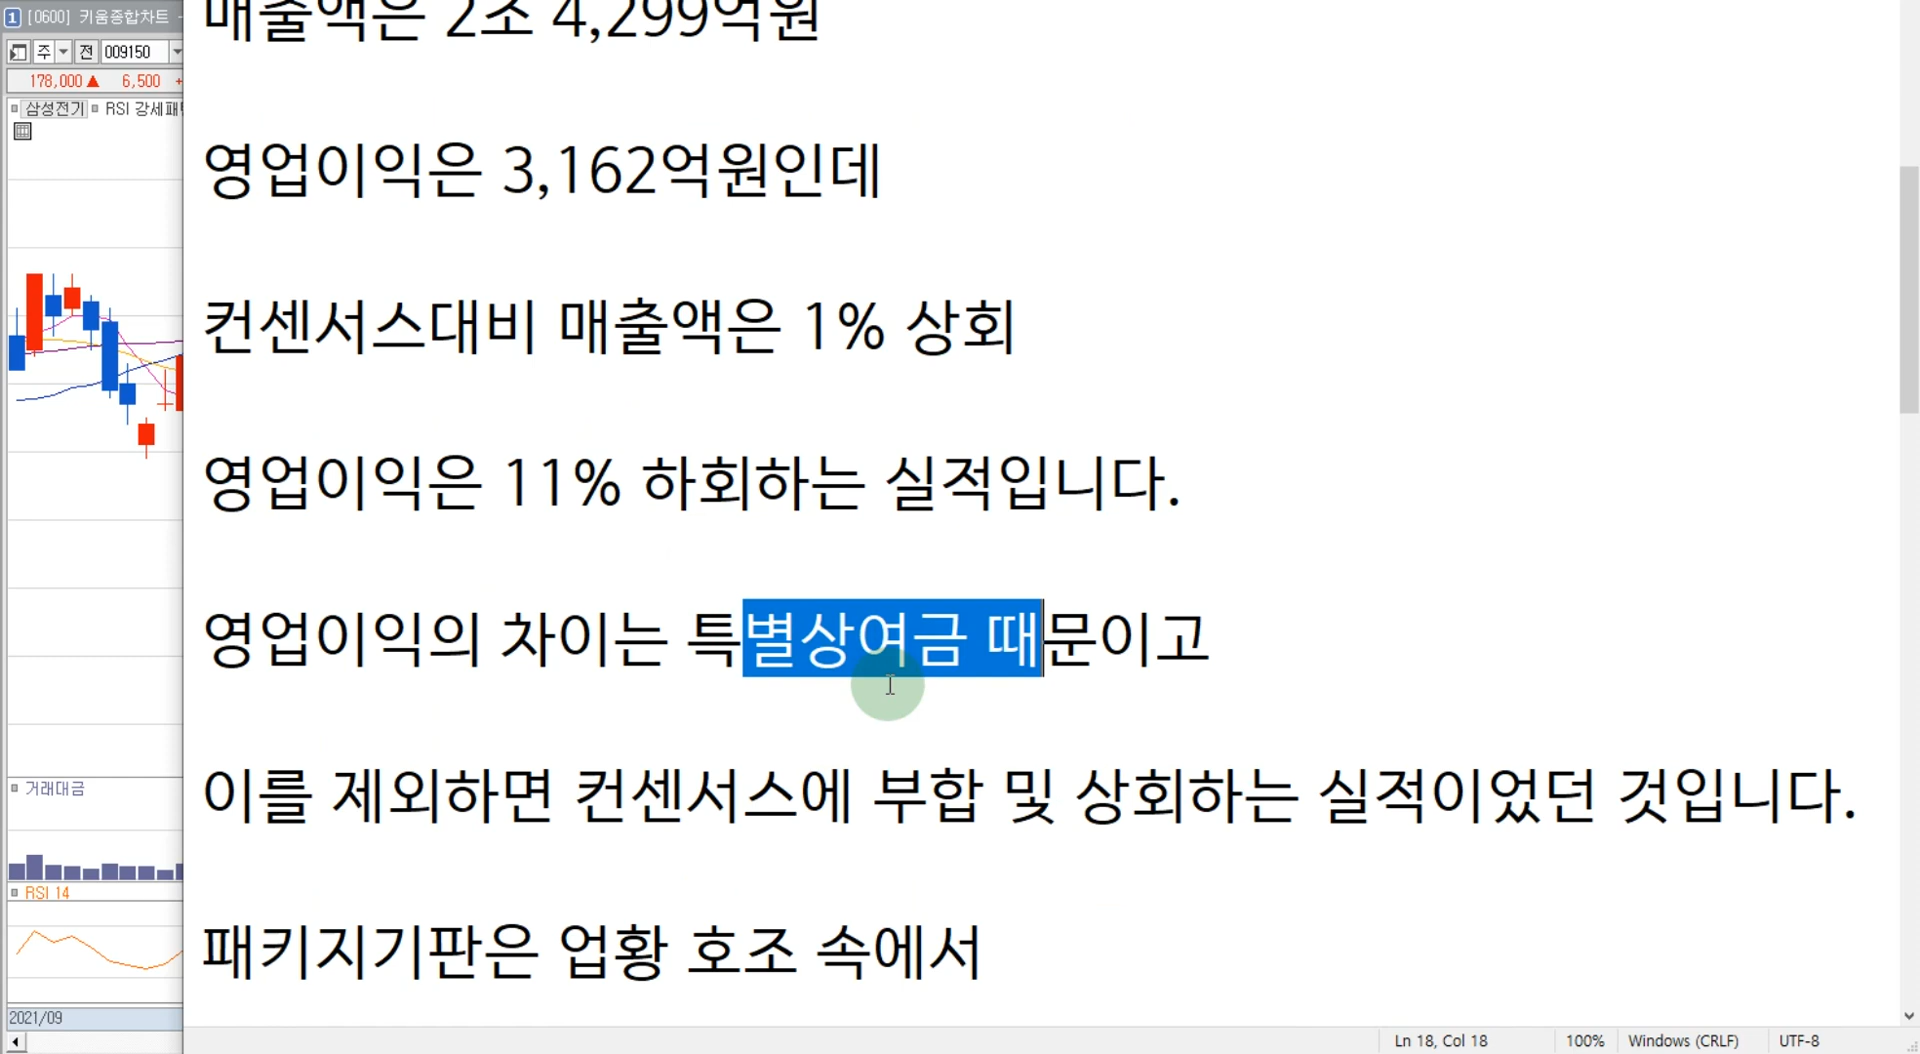 1 [0600] 키움종합차트 -
매출액은 2조 4,299억원
주 전 009150
178,000▲ 6,500 +
삼성전기 RSI 강세패턴
영업이익은 3,162억원인데
컨센서스대비 매출액은 1% 상회
영업이익은 11% 하회하는 실적입니다.
영업이익의 차이는 특별상여금 때문이고
이를 제외하면 컨센서스에 부합 및 상회하는 실적이었던 것입니다.
거래대금
RSI 14
패키지기판은 업황 호조 속에서
2021/09
Ln 18, Col 18 100% Windows (CRLF) UTF-8